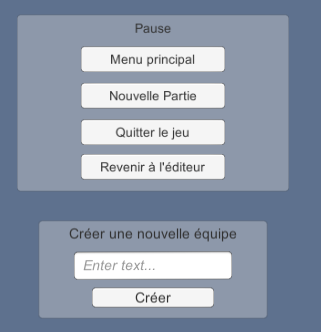 Pause
Menu principal
Nouvelle Partie
Quitter le jeu
Revenir à l'éditeur
Créer une nouvelle équipe
Enter text...
Créer